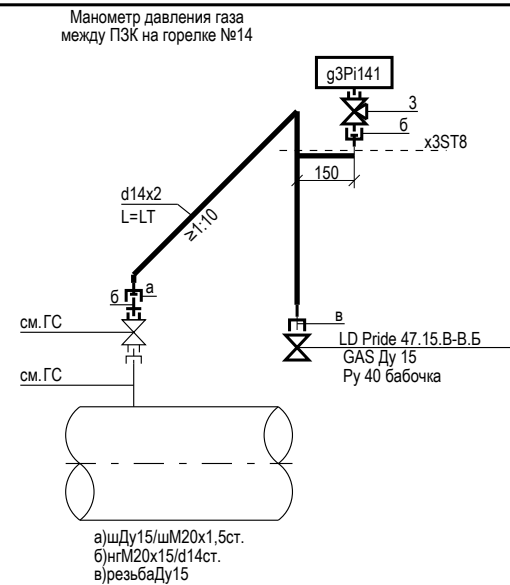 Манометр давления газа
между ПЗК на горелке №14
g3Pi141
3
б
x3ST8
150
d14x2
L=LT
≥1:10
а
б
в
см.ГС
LD Pride 47.15.В-В.Б
GAS Ду 15
Ру 40 бабочка
см.ГС
а)шДу15/шМ20х1,5ст.
б)нгМ20х15/d14ст.
в)резьбаДу15